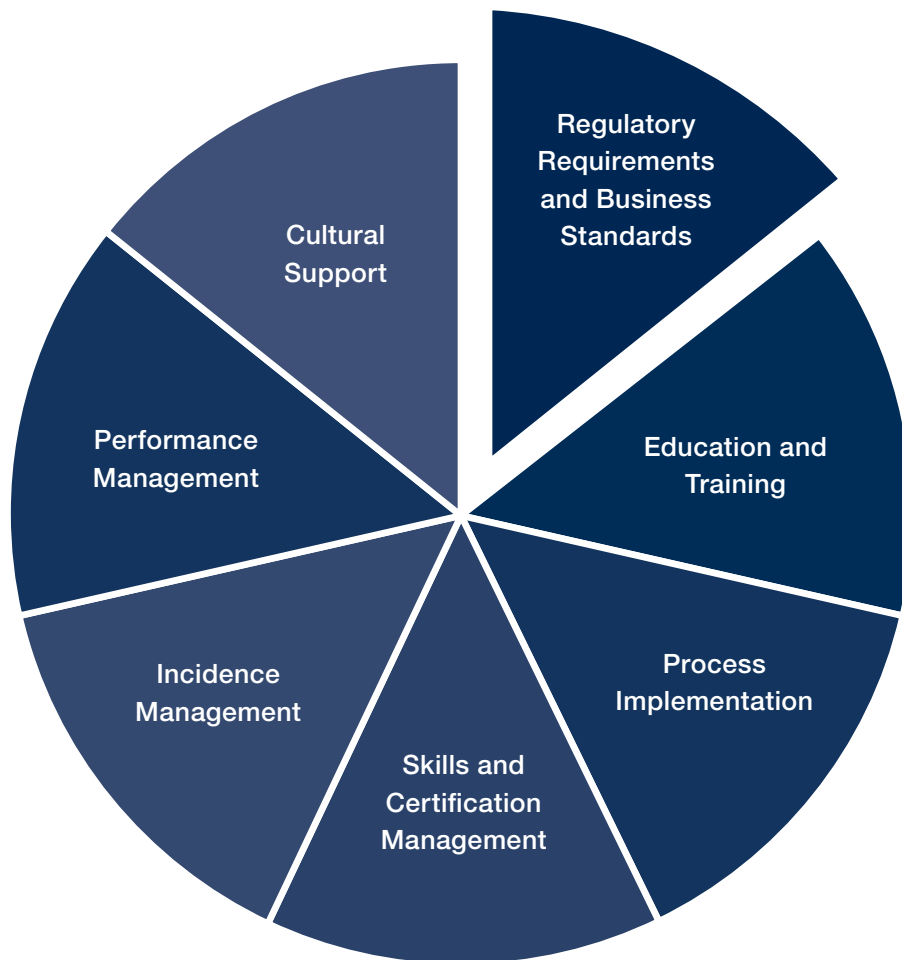 Regulatory
Requirements
and Business
Standards
Education and
Training
Process
Implementation
Skills and
Certification
Management
Incidence
Management
Performance
Management
Cultural
Support